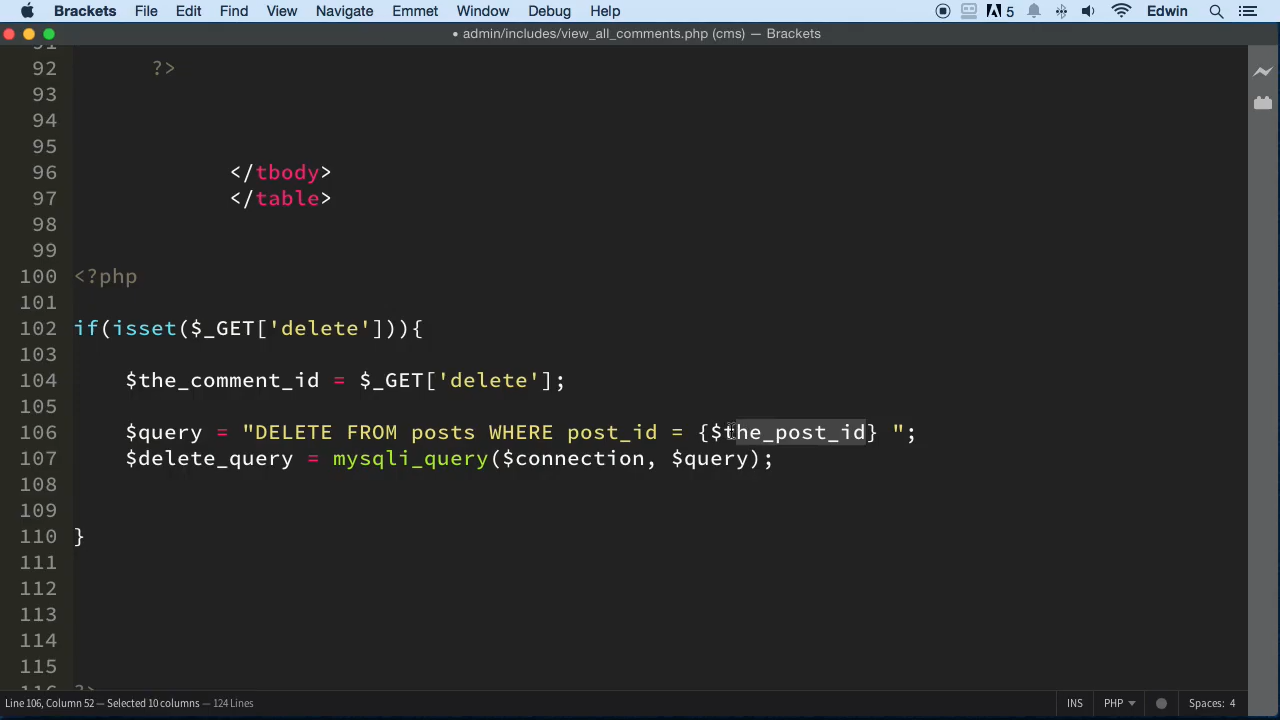 Brackets File Edit Find View Navigate Emmet Window Debug Help 5 Edwin
• admin/includes/view_all_comments.php (cms) — Brackets
91
92 ?>
93
94
95
96 </tbody>
97 </table>
98
99
100 <?php
101
102 if(isset($_GET['delete'])){
103
104 $the_comment_id = $_GET['delete'];
105
106 $query = "DELETE FROM posts WHERE post_id = {$the_post_id} ";
107 $delete_query = mysqli_query($connection, $query);
108
109
110 }
111
112
113
114
115
116 ?>
Line 106, Column 52 — Selected 10 columns — 124 Lines INS PHP Spaces: 4